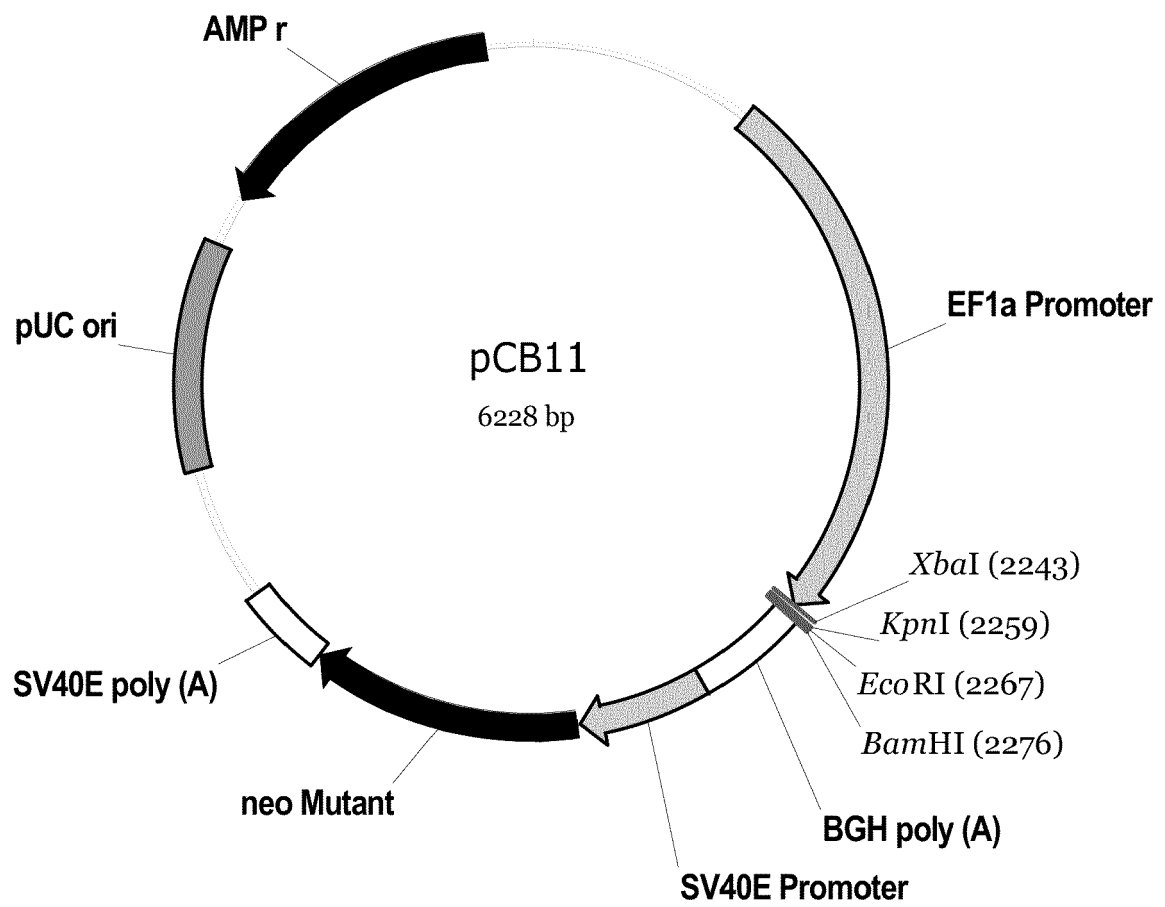 AMP r
EF1a Promoter
pUC ori
pCB11
6228 bp
XbaI (2243)
KpnI (2259)
EcoRI (2267)
BamHI (2276)
SV40E poly (A)
neo Mutant
BGH poly (A)
SV40E Promoter